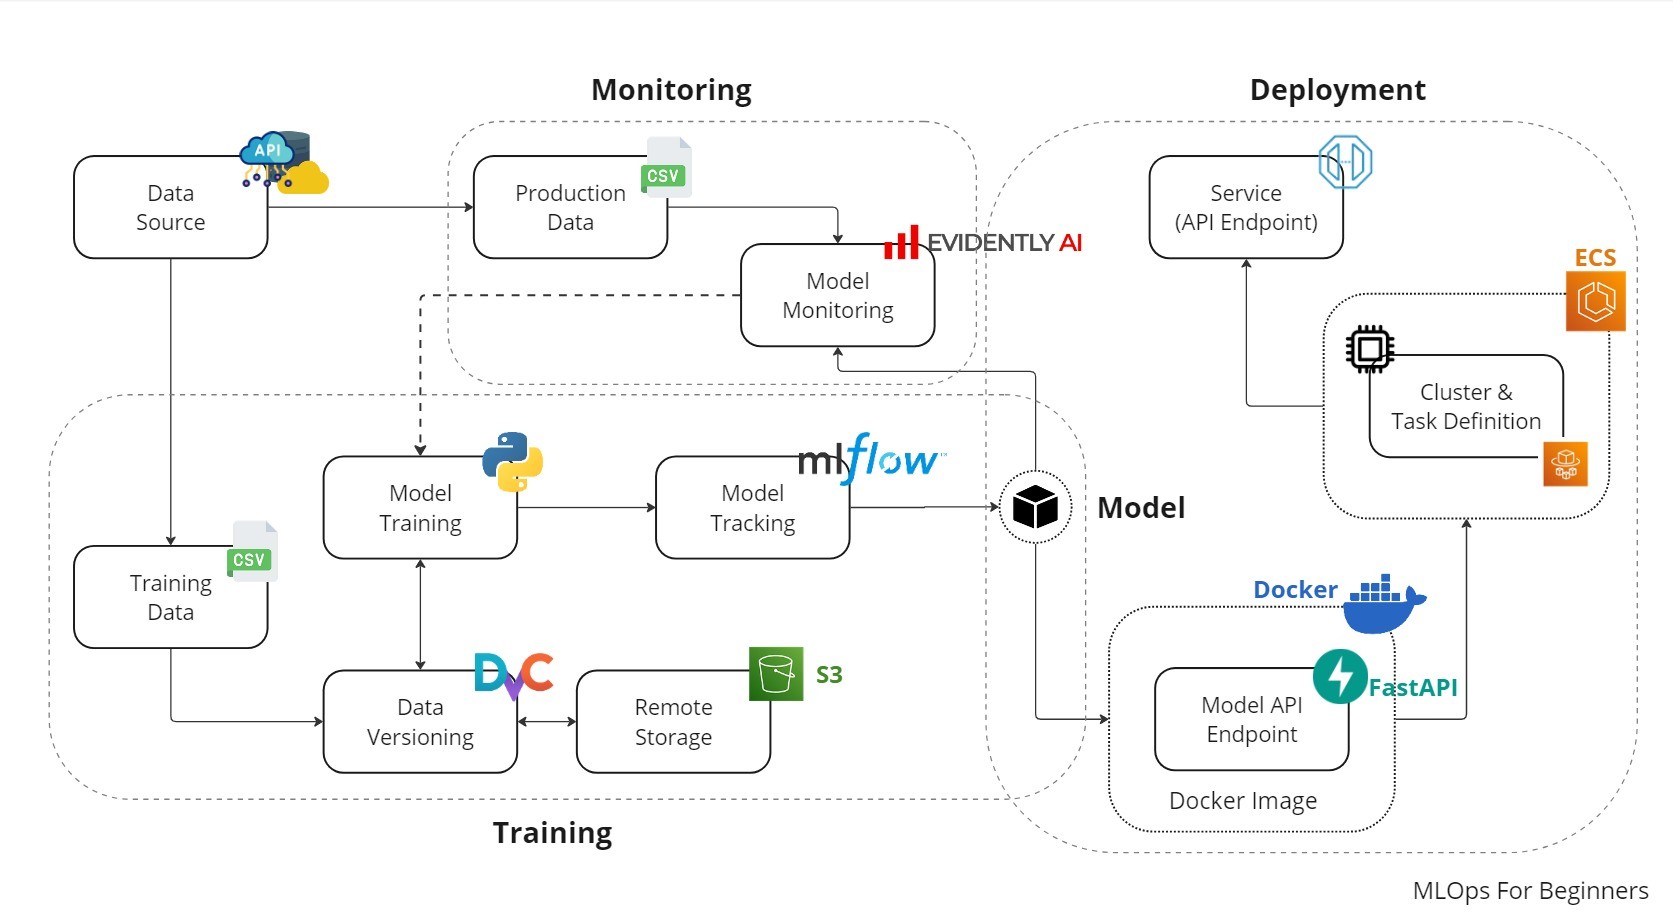 Monitoring
Deployment
API
Data
Source
Production
Data
CSV
Service
(API Endpoint)
EVIDENTLY AI
Model
Monitoring
ECS
Cluster &
Task Definition
mlflow™
Model
Training
Model
Tracking
Model
CSV
Training
Data
Docker
DVC
Data
Versioning
Remote
Storage
S3
FastAPI
Model API
Endpoint
Docker Image
Training
MLOps For Beginners